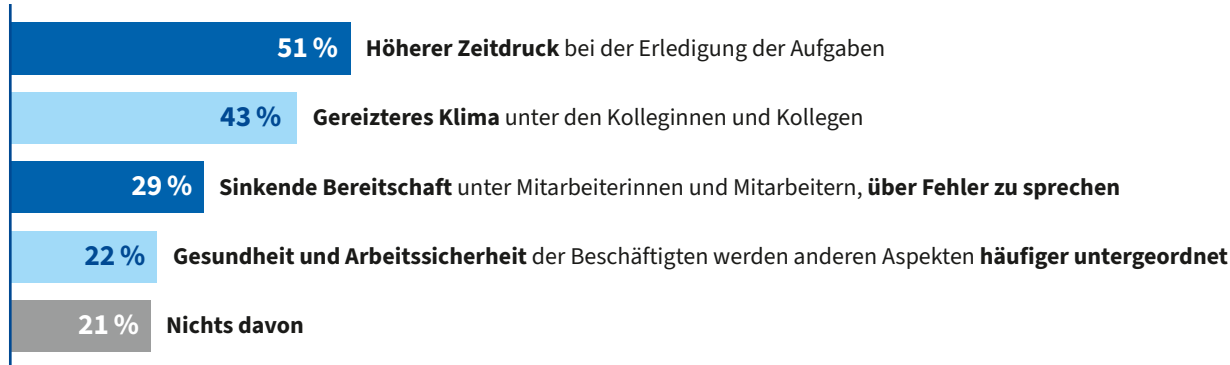 51 % Höherer Zeitdruck bei der Erledigung der Aufgaben
43 % Gereizteres Klima unter den Kolleginnen und Kollegen
29 % Sinkende Bereitschaft unter Mitarbeiterinnen und Mitarbeitern, über Fehler zu sprechen
22 % Gesundheit und Arbeitssicherheit der Beschäftigten werden anderen Aspekten häufiger untergeordnet
21 % Nichts davon